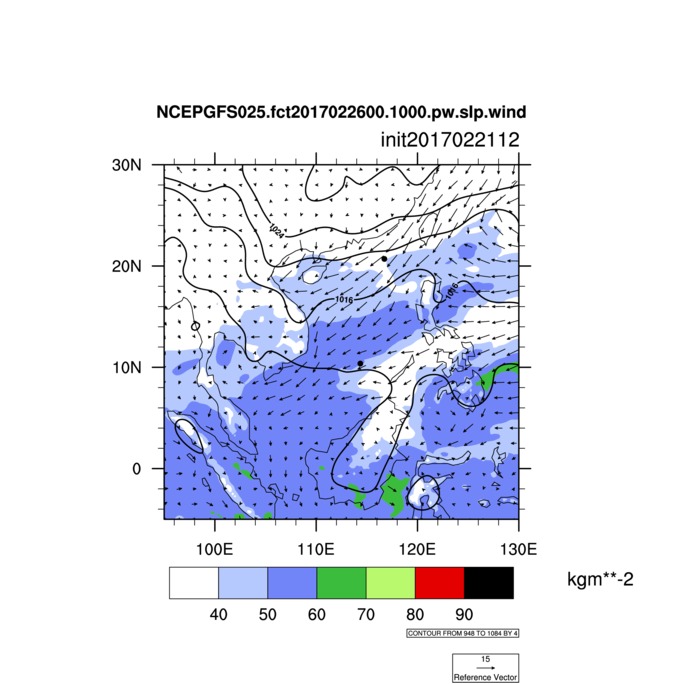 NCEPGFS025.fct2017022600.1000.pw.slp.wind
init2017022112
30N
1024
20N
1016
1016
10N
0
100E 110E 120E 130E
kgm**-2
40 50 60 70 80 90
CONTOUR FROM 948 TO 1084 BY 4
15
Reference Vector